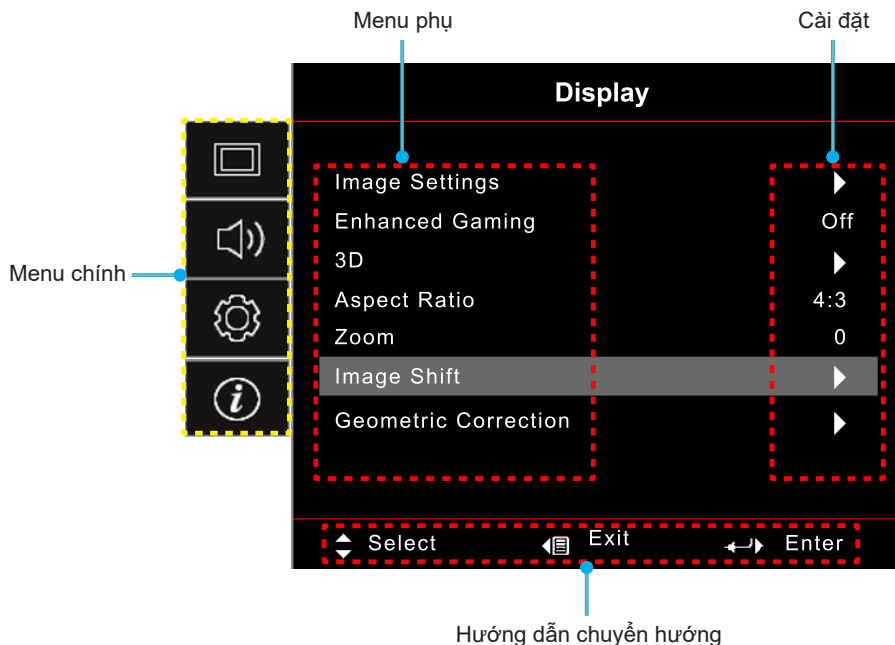 Menu phụ
Cài đặt
Display
Image Settings
Enhanced Gaming Off
3D
Menu chính
Aspect Ratio 4:3
Zoom 0
Image Shift
i
Geometric Correction
Select Exit Enter
Hướng dẫn chuyển hướng